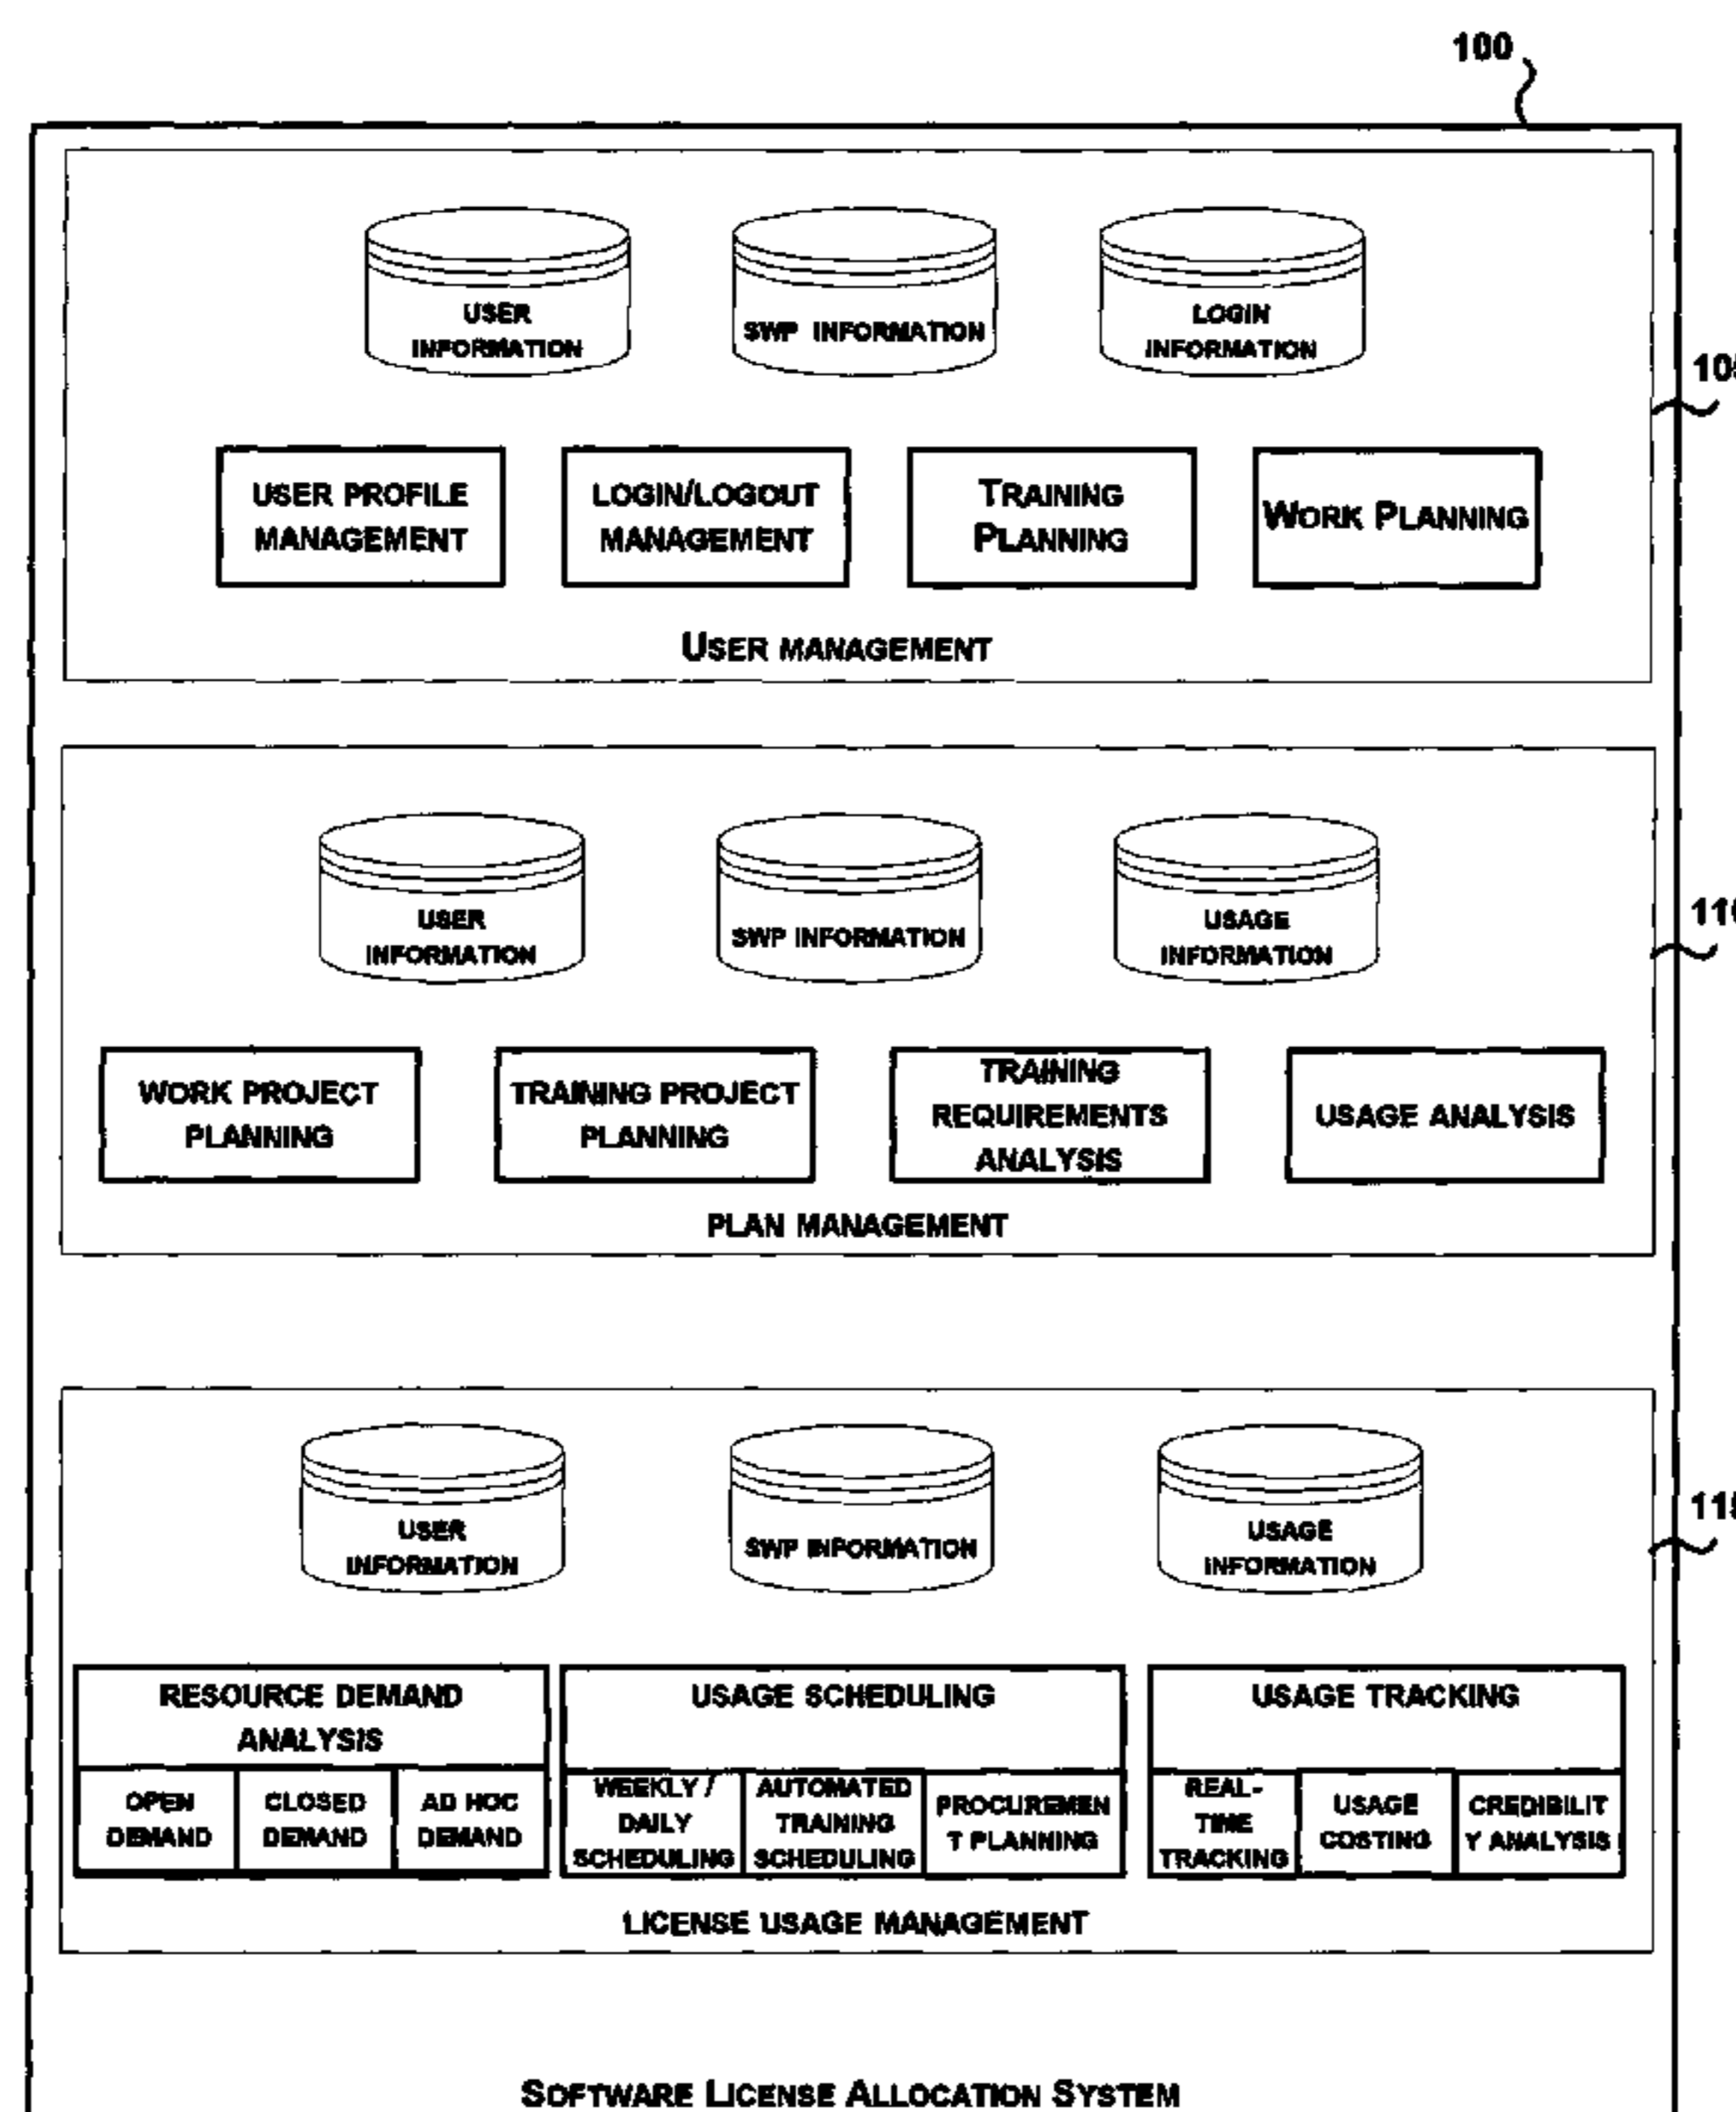 100
USER
INFORMATION
SWP INFORMATION
LOGIN
INFORMATION
USER PROFILE
MANAGEMENT
LOGIN/LOGOUT
MANAGEMENT
TRAINING
PLANNING
WORK PLANNING
USER MANAGEMENT
USER
INFORMATION
SWP INFORMATION
USAGE
INFORMATION
WORK PROJECT
PLANNING
TRAINING PROJECT
PLANNING
TRAINING
REQUIREMENTS
ANALYSIS
USAGE ANALYSIS
PLAN MANAGEMENT
USER
INFORMATION
SWP INFORMATION
USAGE
INFORMATION
RESOURCE DEMAND
ANALYSIS
OPEN
DEMAND
CLOSED
DEMAND
AD HOC
DEMAND
USAGE SCHEDULING
WEEKLY /
DAILY
SCHEDULING
AUTOMATED
TRAINING
SCHEDULING
PROCUREMEN
T PLANNING
USAGE TRACKING
REAL-
TIME
TRACKING
USAGE
COSTING
CREDIBILIT
Y ANALYSIS
LICENSE USAGE MANAGEMENT
SOFTWARE LICENSE ALLOCATION SYSTEM